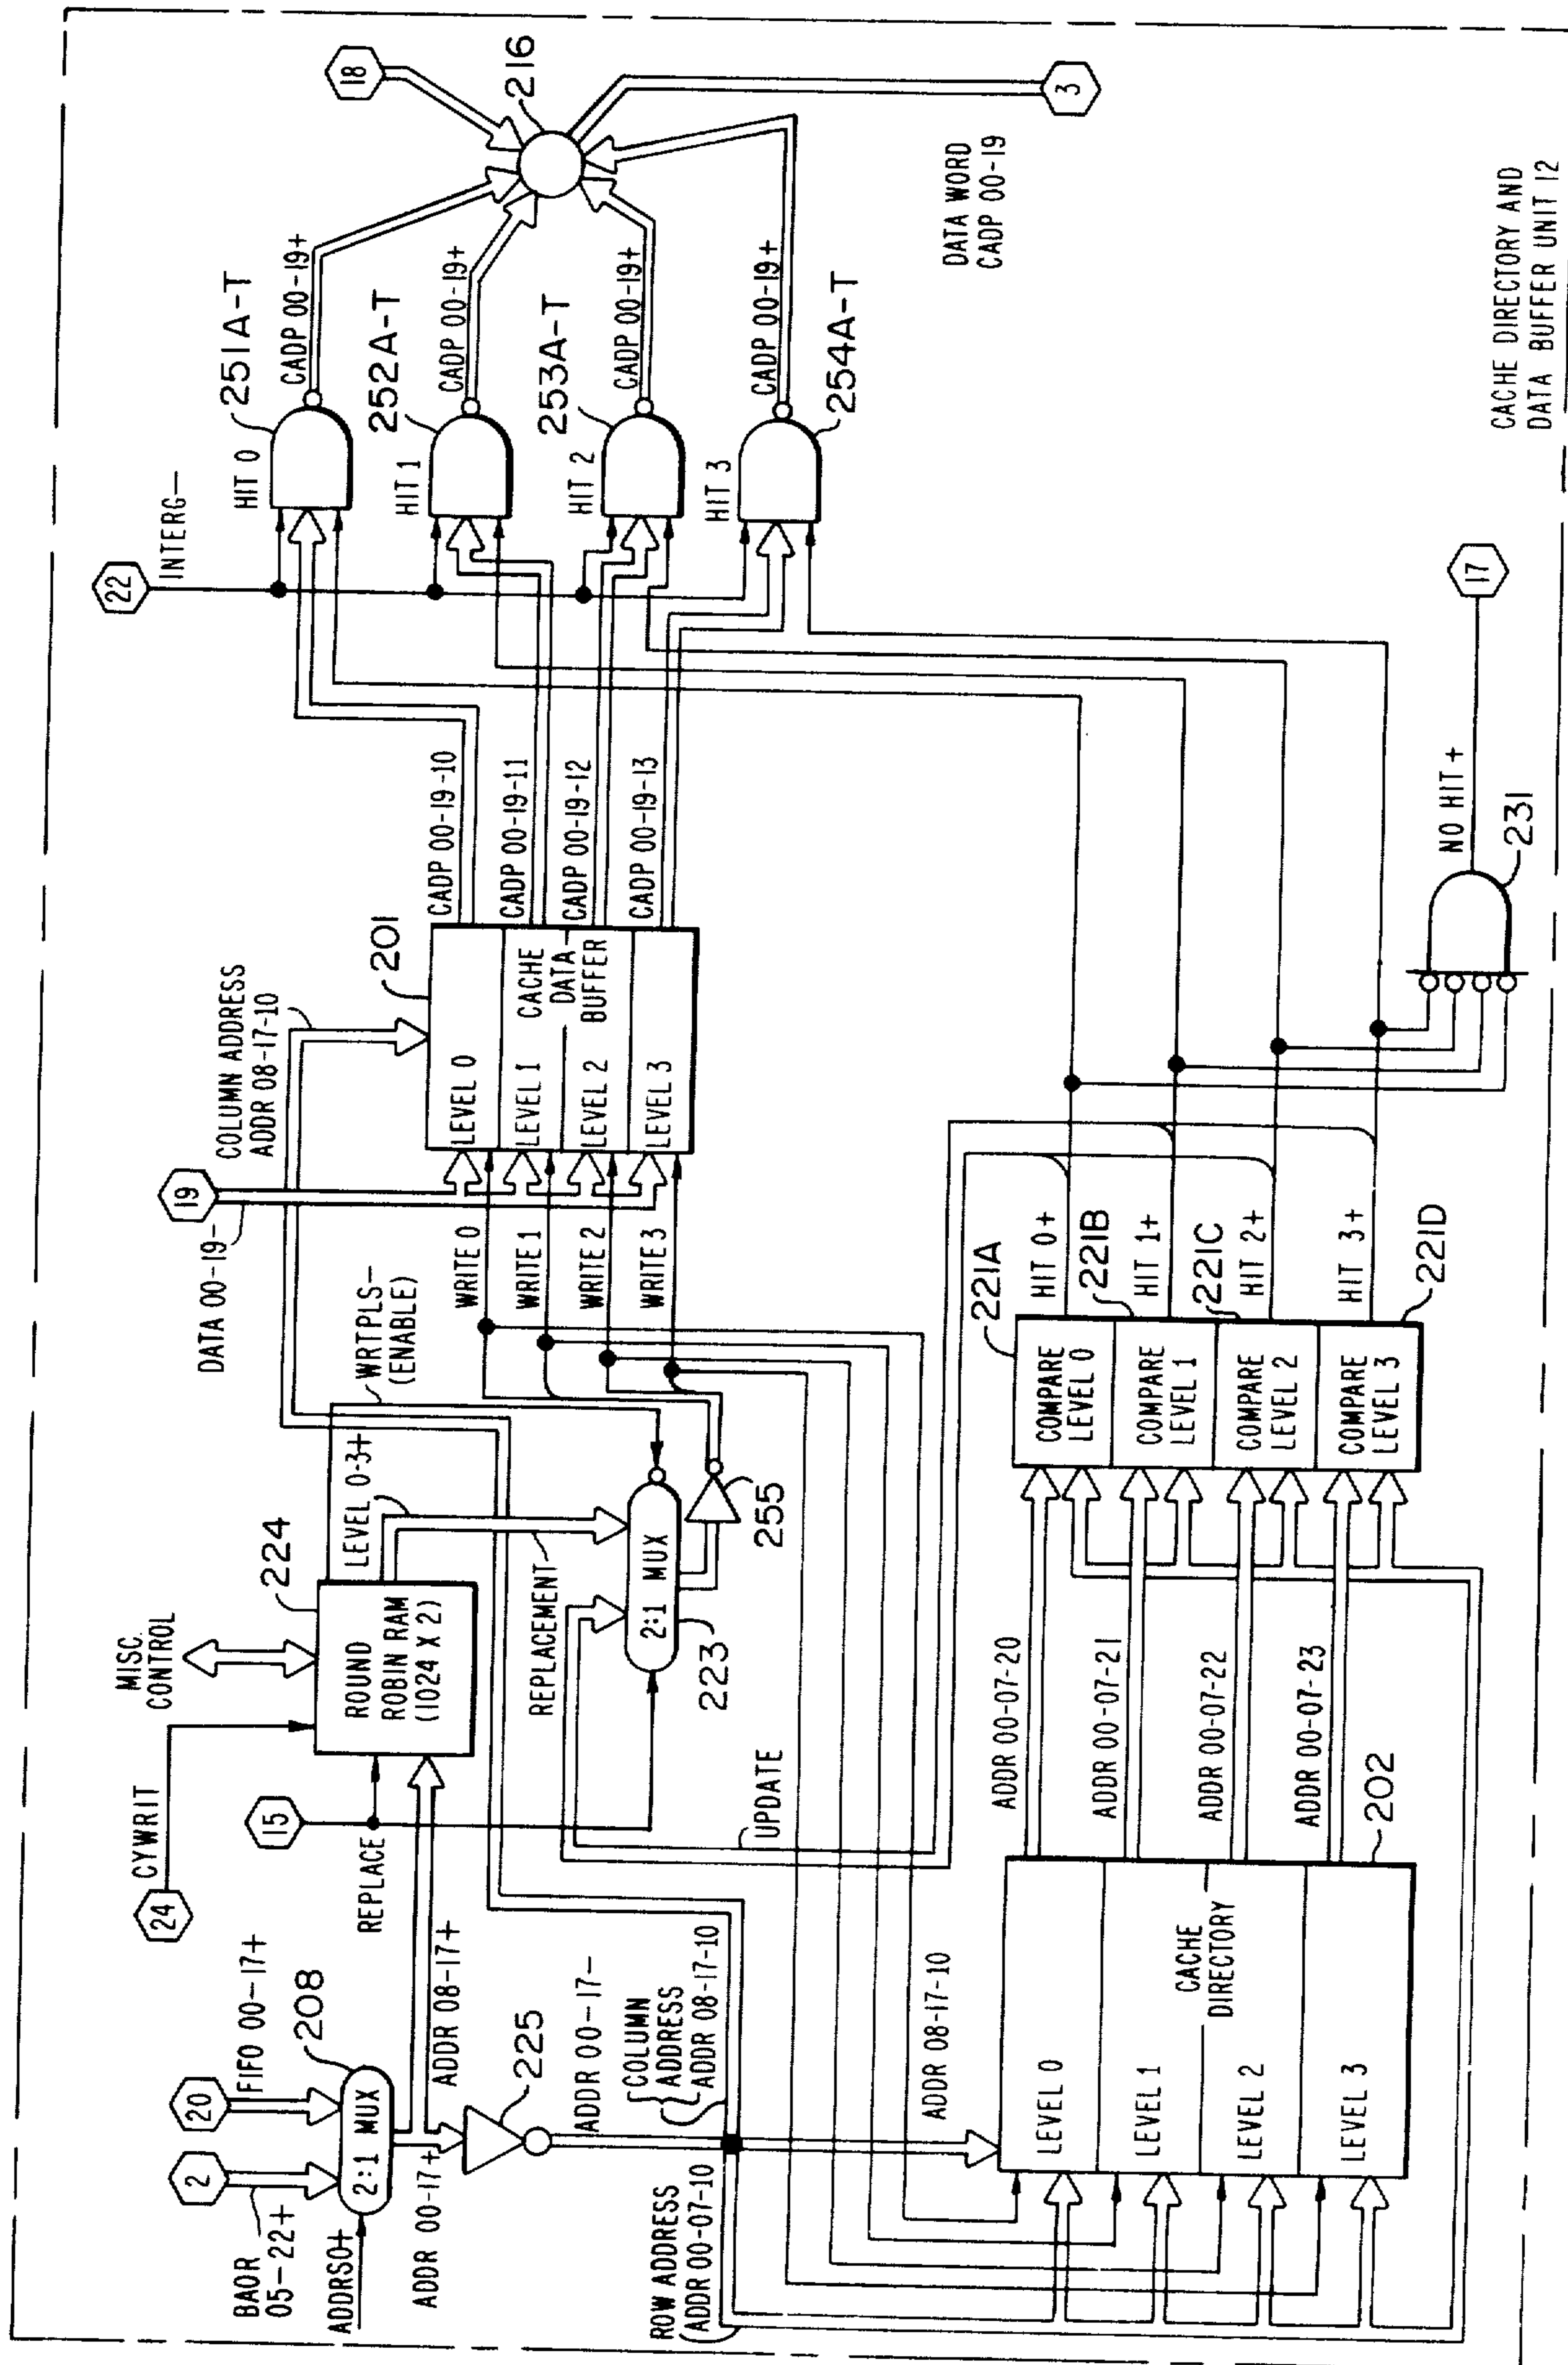 CACHE DIRECTORY AND
DATA BUFFER UNIT 12
24
CYWRIT
MISC.
CONTROL
20
FIFO 00-17+
2
BAOR
05-22+
208
2:1 MUX
ADDRSO+
15
REPLACE
224
ROUND
ROBIN RAM
(1024 X 2)
LEVEL 0-3+
WRTPLS-
(ENABLE)
ADDR 08-17+
ADDR 00-17+
225
ADDR 00-17-
COLUMN
ADDRESS
ADDR 08-17-10
ROW ADDRESS
ADDR 00-07-10
REPLACEMENT
2:1 MUX
223
255
UPDATE
DATA 00-19-
19
COLUMN ADDRESS
ADDR 08-17-10
WRITE 0
WRITE 1
WRITE 2
WRITE 3
201
LEVEL 0
LEVEL 1
LEVEL 2
LEVEL 3
CACHE
DATA
BUFFER
CADP 00-19-10
CADP 00-19-11
CADP 00-19-12
CADP 00-19-13
22
INTERG-
HIT 0
251A-T
CADP 00-19+
HIT 1
252A-T
CADP 00-19+
HIT 2
253A-T
CADP 00-19+
HIT 3
254A-T
CADP 00-19+
18
216
3
DATA WORD
CADP 00-19
ADDR 08-17-10
LEVEL 0
LEVEL 1
LEVEL 2
LEVEL 3
CACHE
DIRECTORY
202
ADDR 00-07-20
ADDR 00-07-21
ADDR 00-07-22
ADDR 00-07-23
COMPARE
LEVEL 0
COMPARE
LEVEL 1
COMPARE
LEVEL 2
COMPARE
LEVEL 3
221A
HIT 0+
221B
HIT 1+
221C
HIT 2+
221D
HIT 3+
NO HIT +
231
17